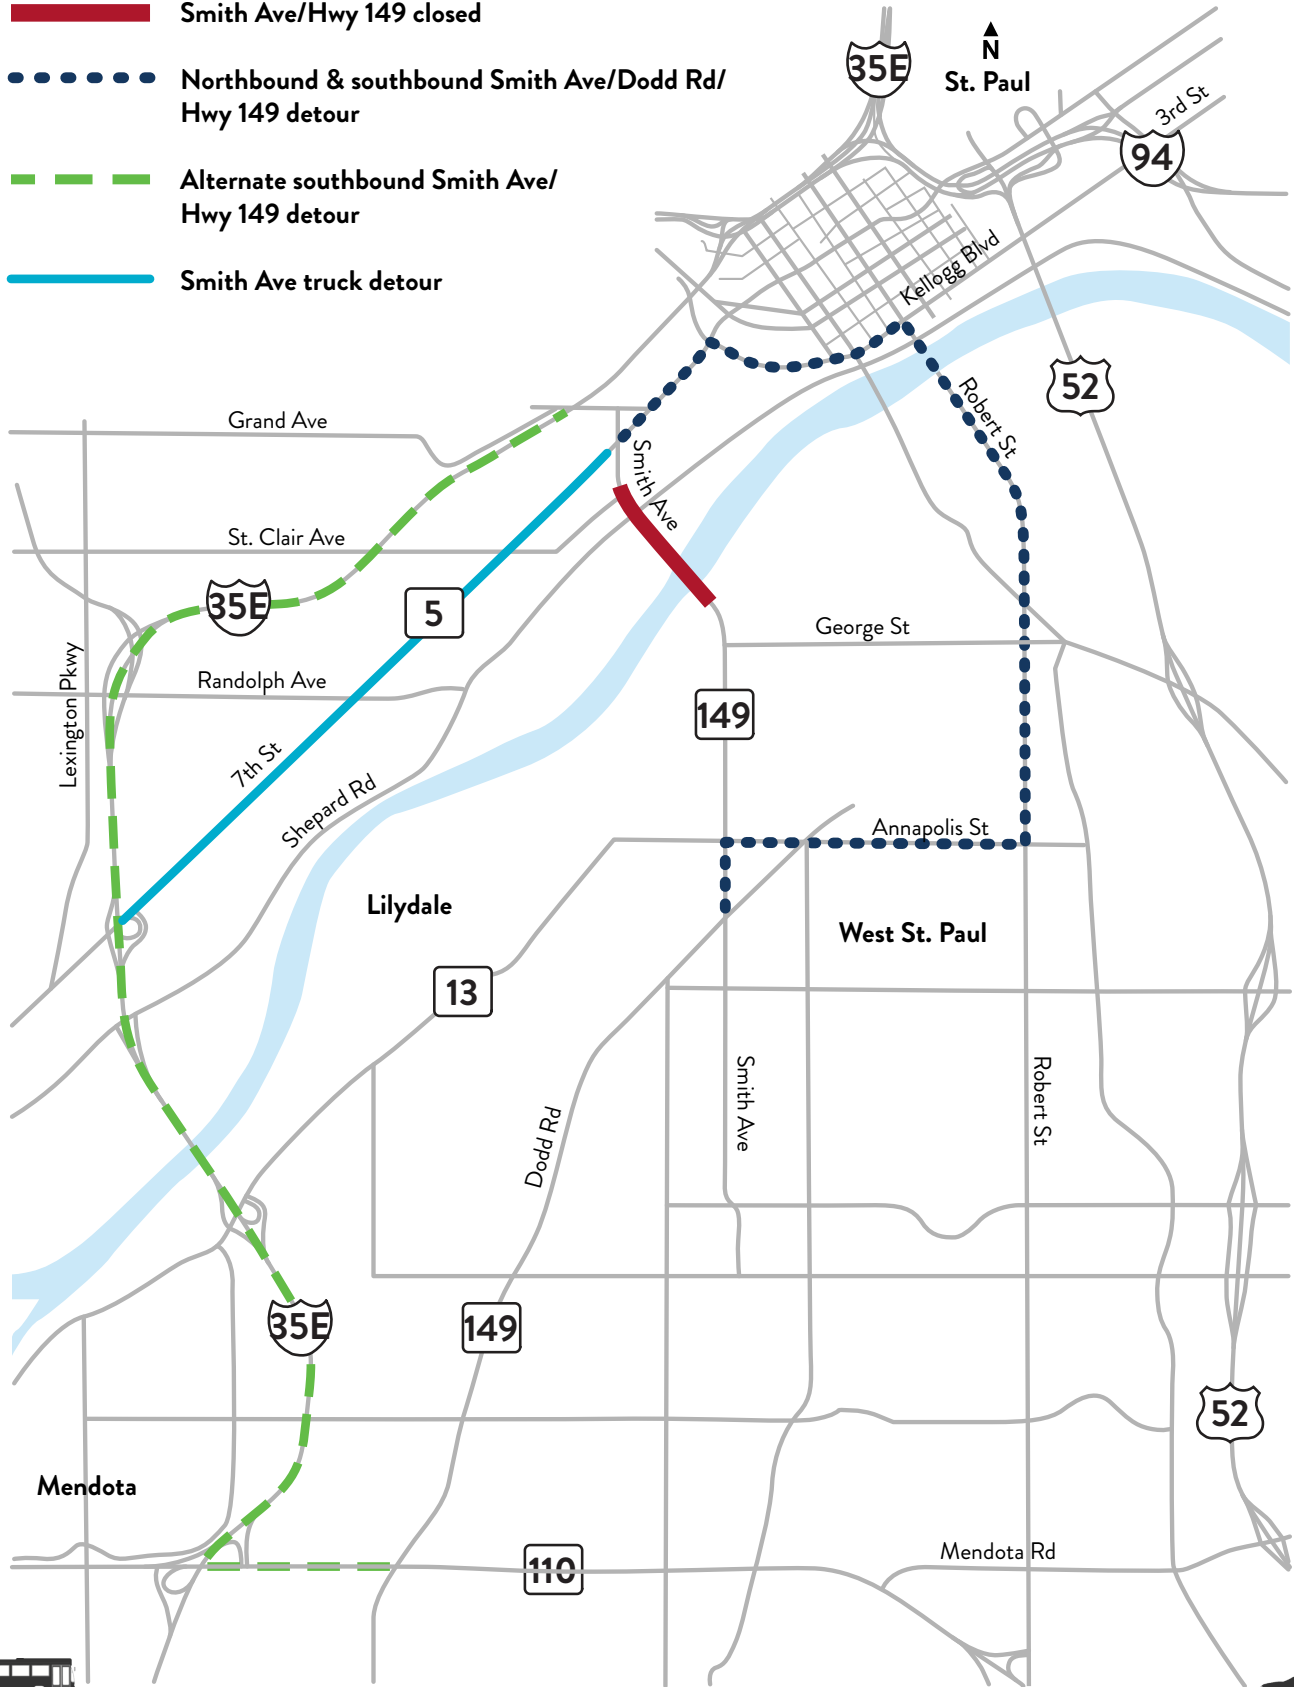 Smith Ave/Hwy 149 closed
Northbound & southbound Smith Ave/Dodd Rd/
Hwy 149 detour
Alternate southbound Smith Ave/
Hwy 149 detour
Smith Ave truck detour
35E
N
St. Paul
3rd St
94
Kellogg Blvd
52
Robert St
Grand Ave
Smith Ave
St. Clair Ave
35E
5
George St
Lexington Pkwy
Randolph Ave
149
7th St
Shepard Rd
Annapolis St
Lilydale
West St. Paul
13
Smith Ave
Robert St
Dodd Rd
35E
149
52
Mendota
110
Mendota Rd